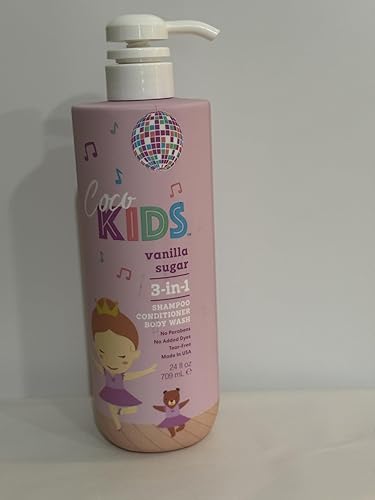 Coco
KIDS™
vanilla
sugar
3-in-1
SHAMPOO
CONDITIONER
BODY WASH
No Parabens
No Added Dyes
Tear-Free
Made In USA
24 fl oz
709 mL ℮